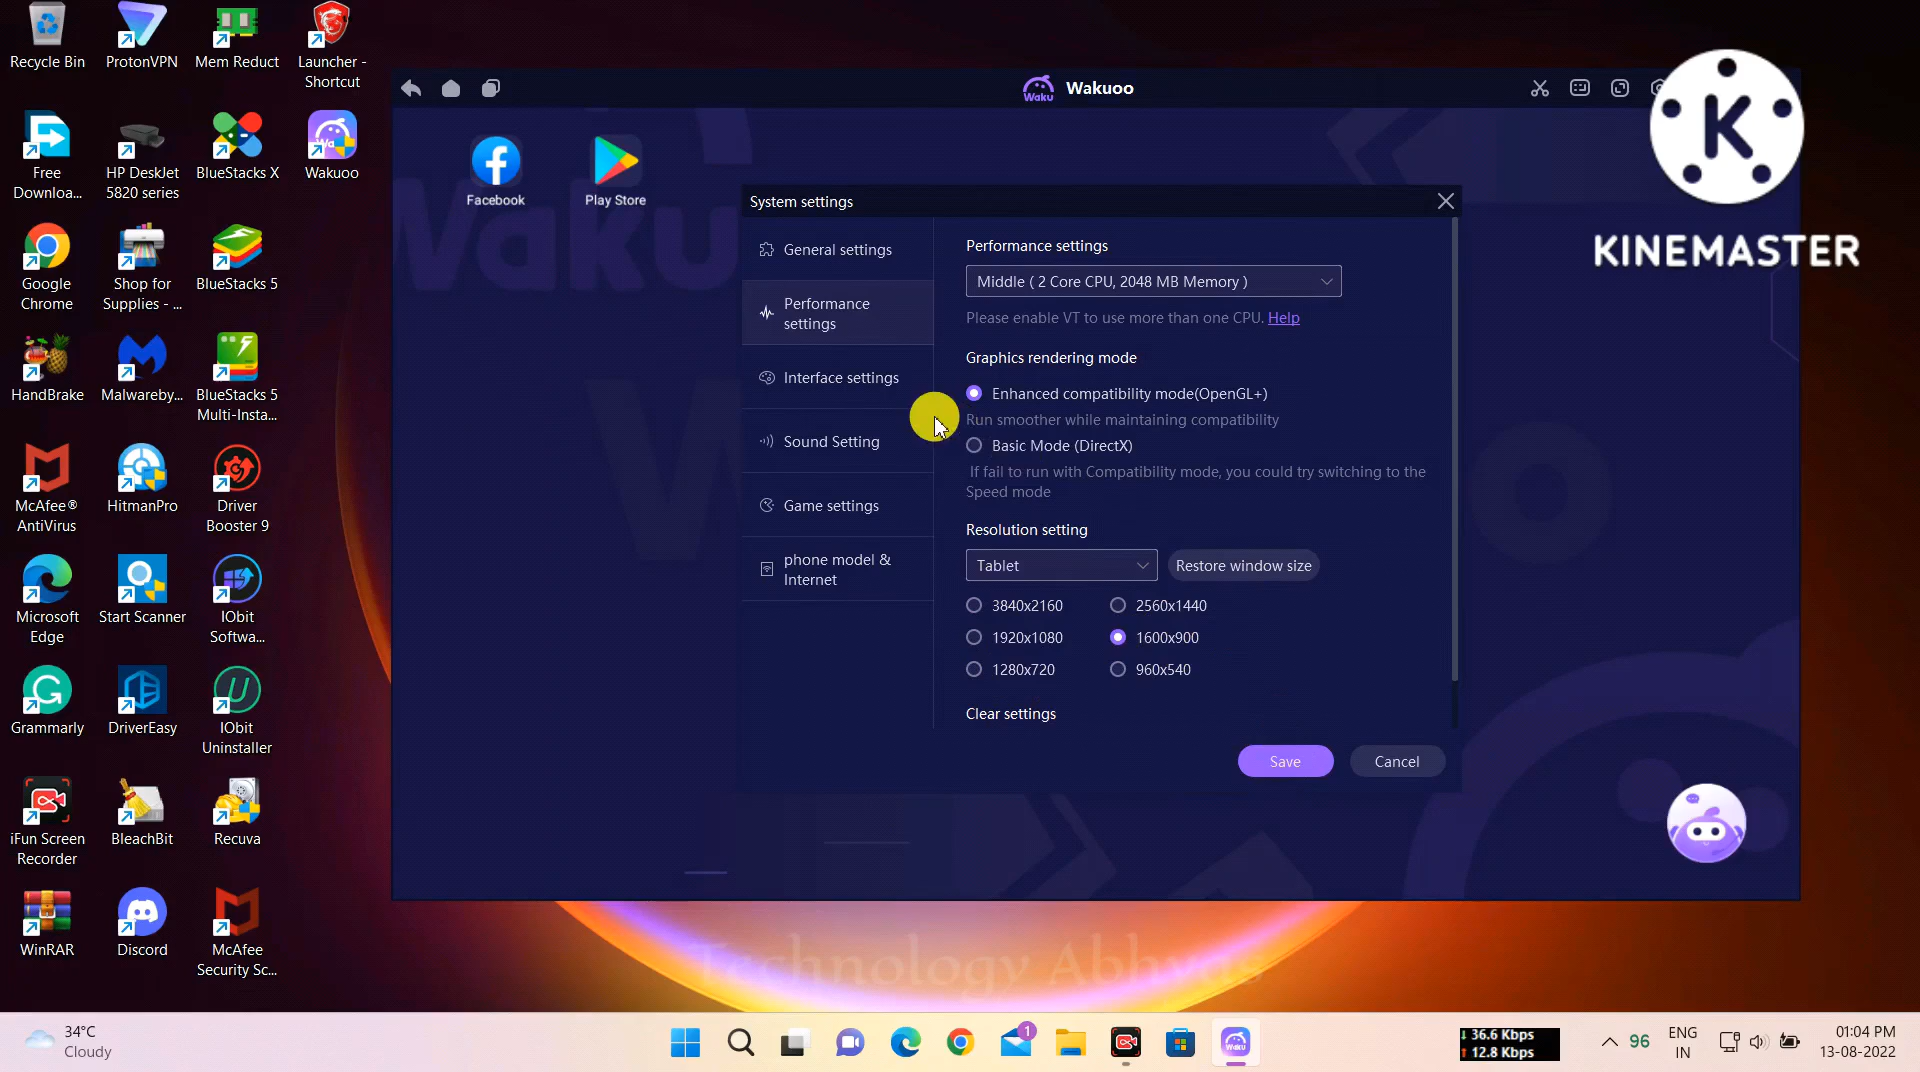 Recycle Bin
ProtonVPN
Mem Reduct
Launcher -
Shortcut
Free
Downloa...
HP DeskJet
5820 series
BlueStacks X
Wakuoo
Google
Chrome
Shop for
Supplies - ...
BlueStacks 5
HandBrake
Malwareby...
BlueStacks 5
Multi-Insta...
McAfee®
AntiVirus
HitmanPro
Driver
Booster 9
Microsoft
Edge
Start Scanner
IObit
Softwa...
Grammarly
DriverEasy
IObit
Uninstaller
iFun Screen
Recorder
BleachBit
Recuva
WinRAR
Discord
McAfee
Security Sc...
Waku
Wakuoo
K
KINEMASTER
Facebook
Play Store
System settings
General settings
Performance
settings
Interface settings
Sound Setting
Game settings
phone model &
Internet
Performance settings
Middle ( 2 Core CPU, 2048 MB Memory )
Please enable VT to use more than one CPU. Help
Graphics rendering mode
Enhanced compatibility mode(OpenGL+)
Run smoother while maintaining compatibility
Basic Mode (DirectX)
If fail to run with Compatibility mode, you could try switching to the
Speed mode
Resolution setting
Tablet
Restore window size
3840x2160
2560x1440
1920x1080
1600x900
1280x720
960x540
Clear settings
Save
Cancel
Technology Abhyas
34°C
Cloudy
1
Waku
36.6 Kbps
12.8 Kbps
96
ENG
IN
01:04 PM
13-08-2022